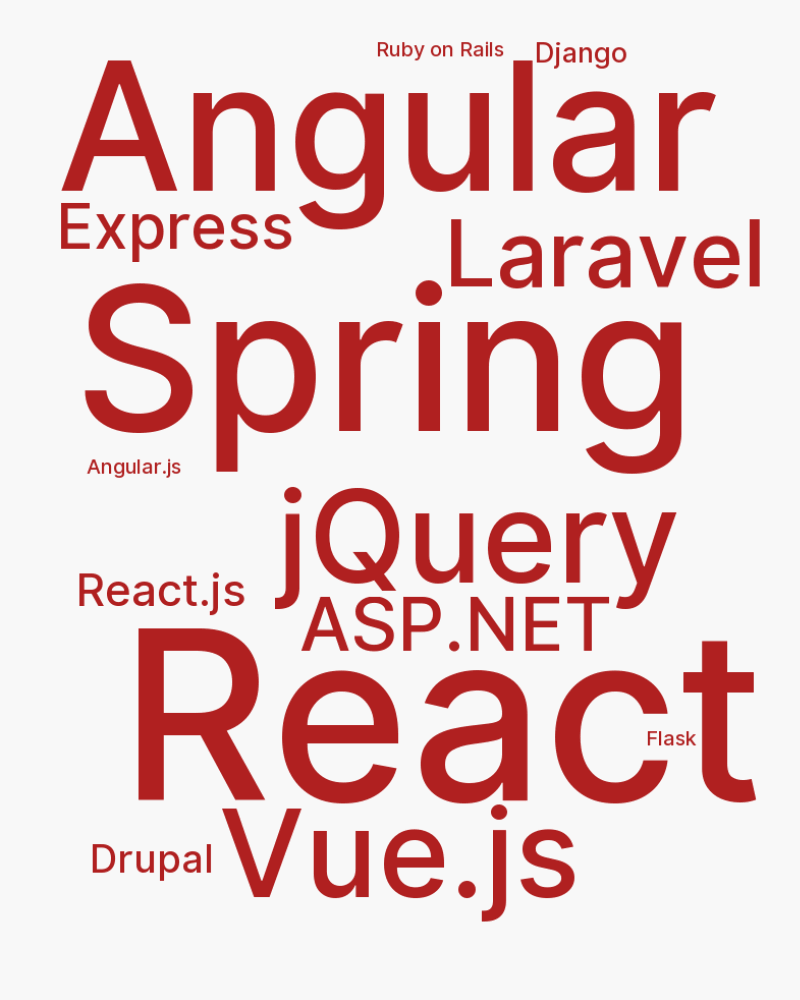 Ruby on Rails
Django
Angular
Express
Laravel
Spring
Angular.js
jQuery
React.js
ASP.NET
React
Flask
Vue.js
Drupal